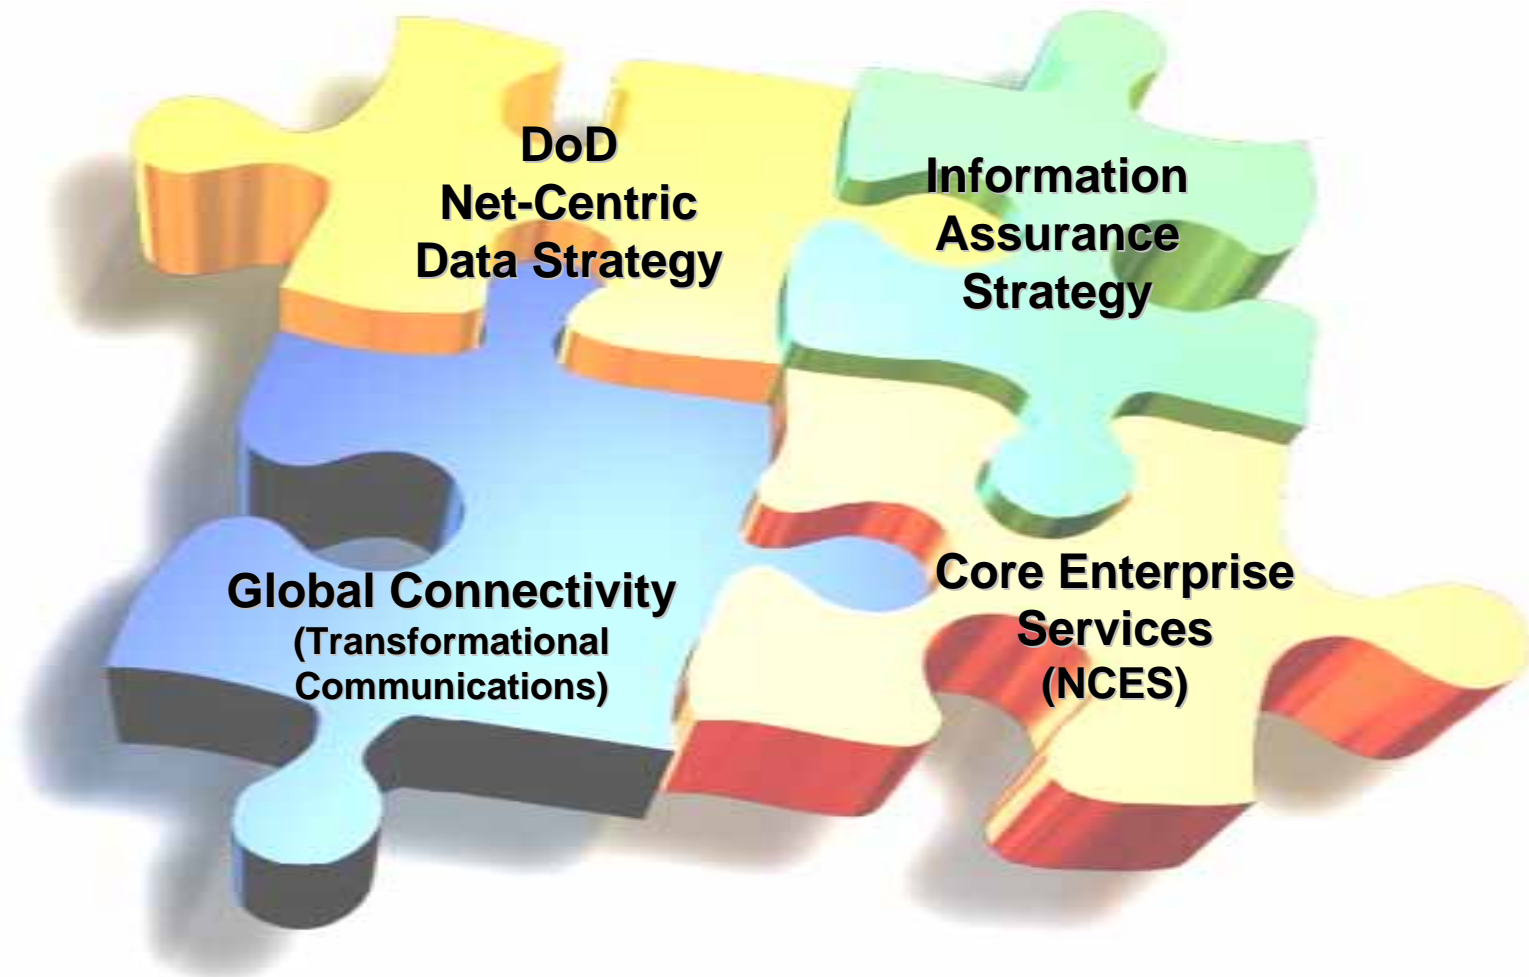 DoD
Net-Centric
Data Strategy
Information
Assurance
Strategy
Global Connectivity
(Transformational
Communications)
Core Enterprise
Services
(NCES)